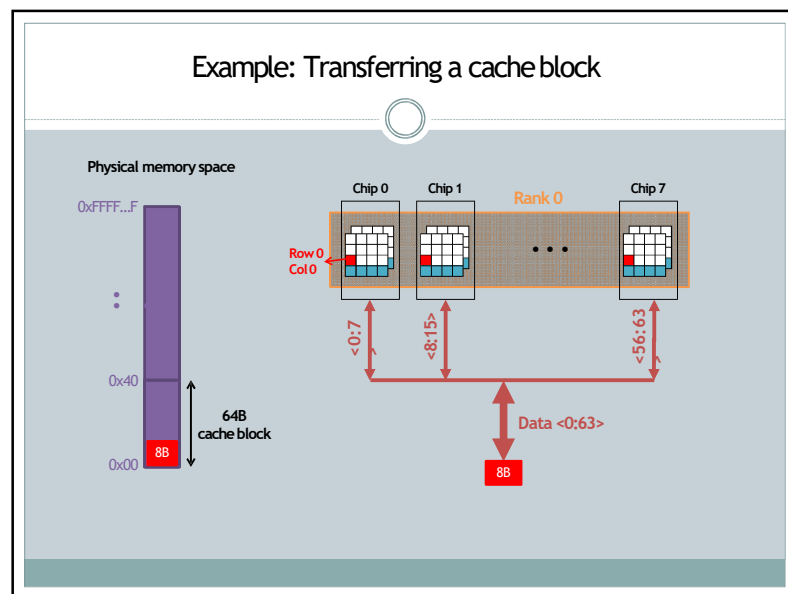 Example: Transferring a cache block
Physical memory space
0xFFFF...F
:
0x40
64B
cache block
8B
0x00
Chip 0
Chip 1
Rank 0
Chip 7
Row 0
Col 0
...
<0:7
>
<8:15>
<56:63
>
Data <0:63>
8B